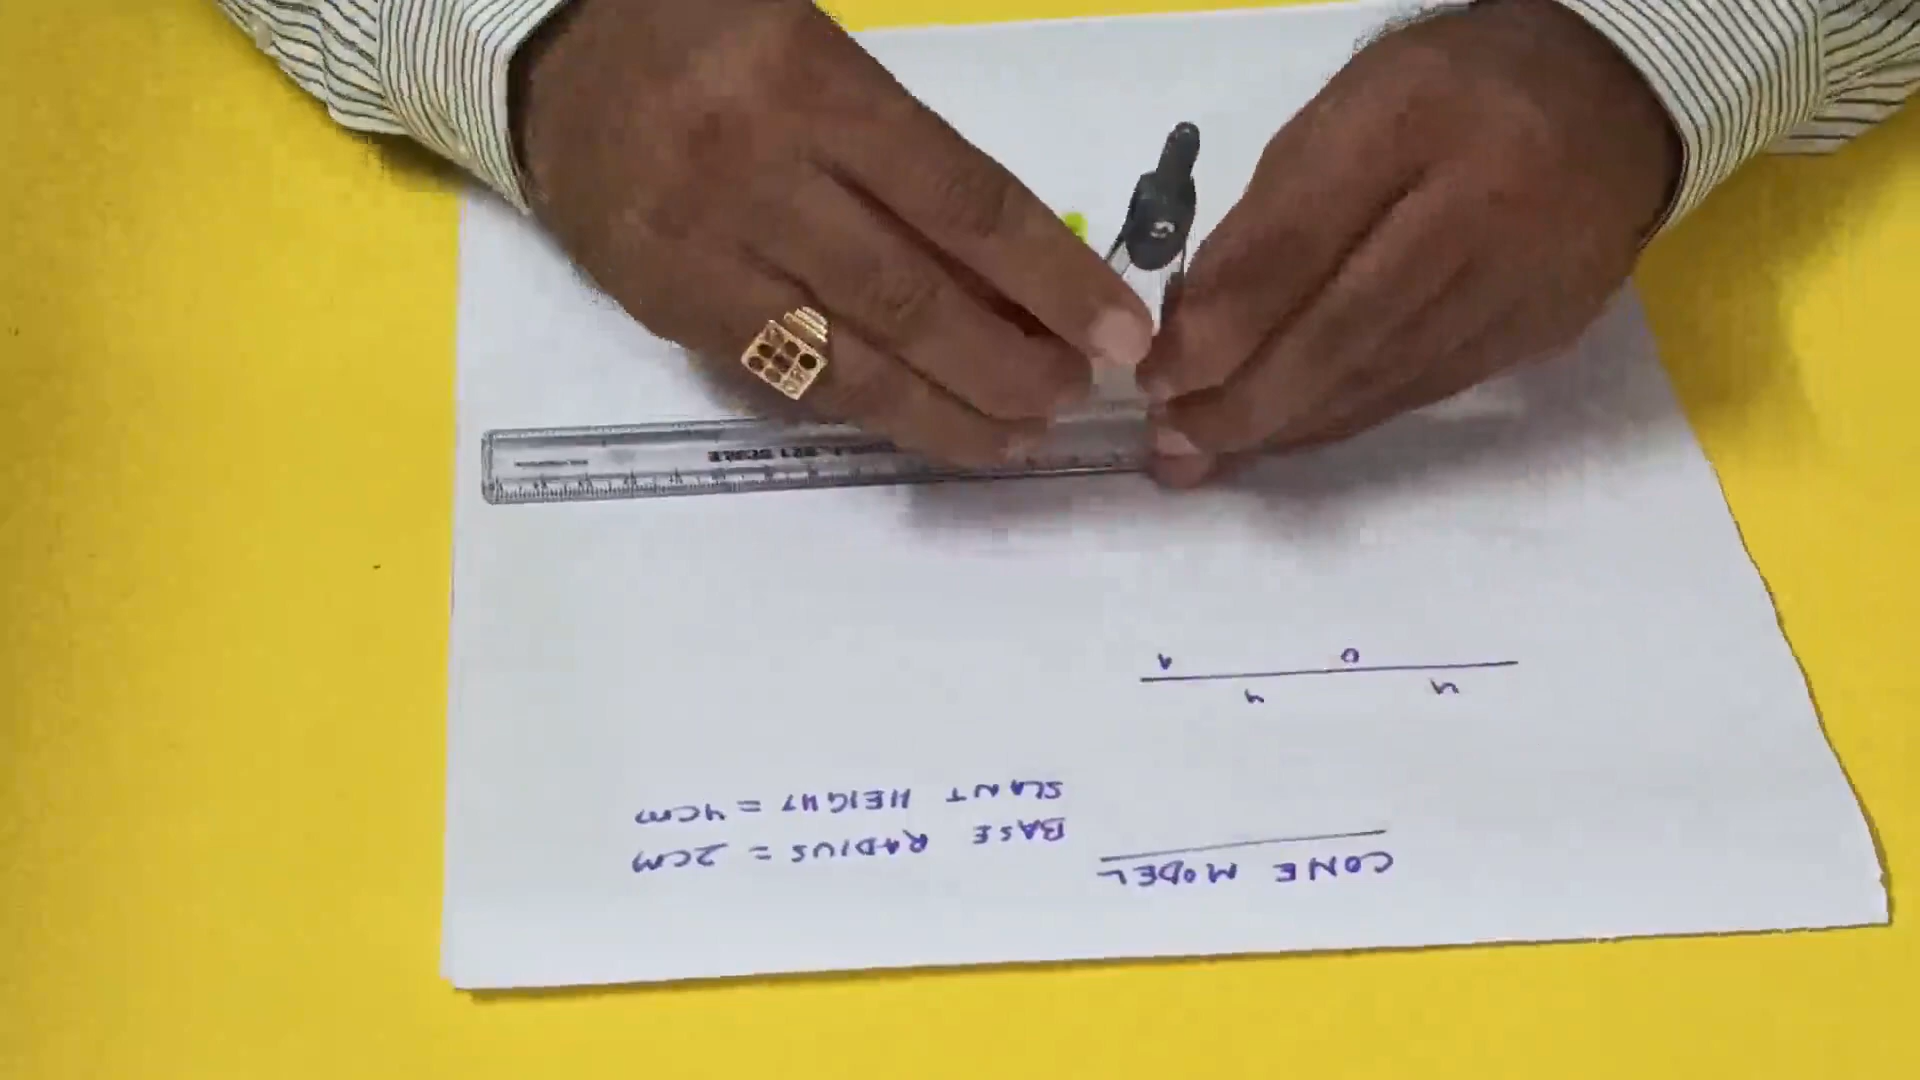 CONE MODEL
BASE RADIUS = 2CM
SLANT HEIGHT = 4CM
4 4
O A